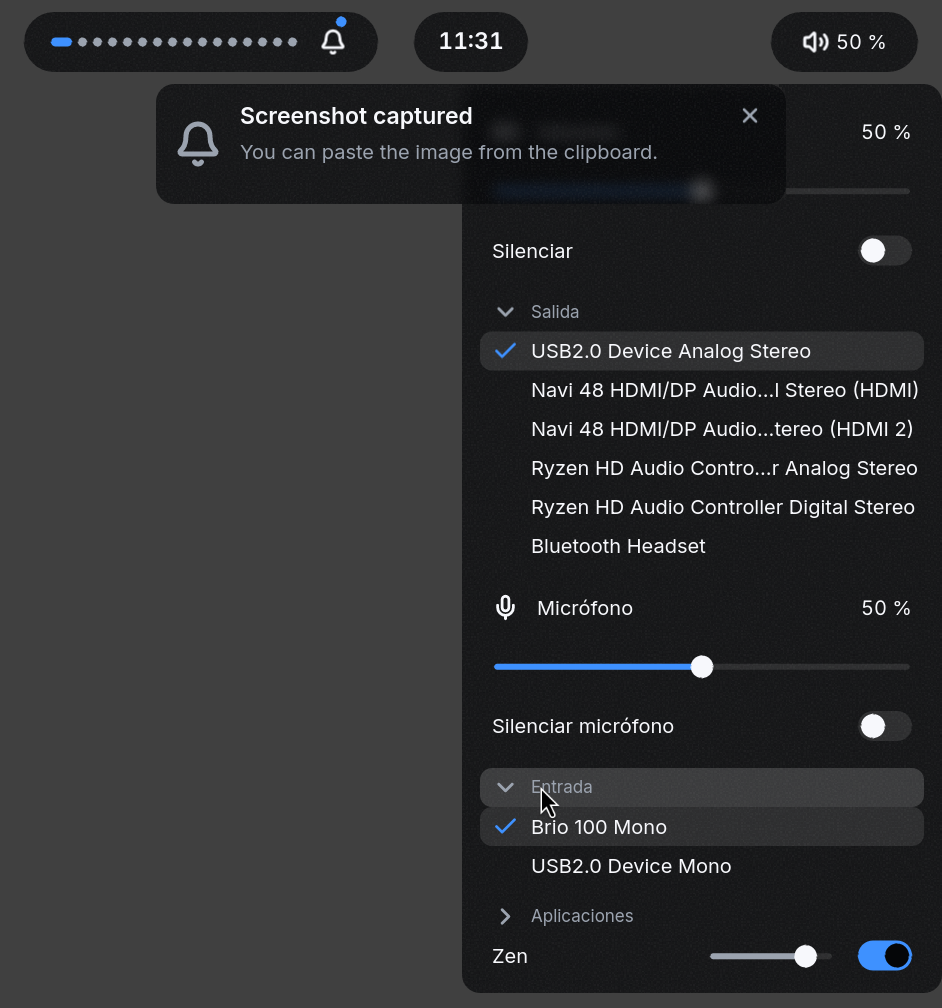 11:31
50 %
Screenshot captured
You can paste the image from the clipboard.
50 %
Silenciar
Salida
USB2.0 Device Analog Stereo
Navi 48 HDMI/DP Audio...l Stereo (HDMI)
Navi 48 HDMI/DP Audio...tereo (HDMI 2)
Ryzen HD Audio Contro...r Analog Stereo
Ryzen HD Audio Controller Digital Stereo
Bluetooth Headset
Micrófono 50 %
Silenciar micrófono
Entrada
Brio 100 Mono
USB2.0 Device Mono
Aplicaciones
Zen